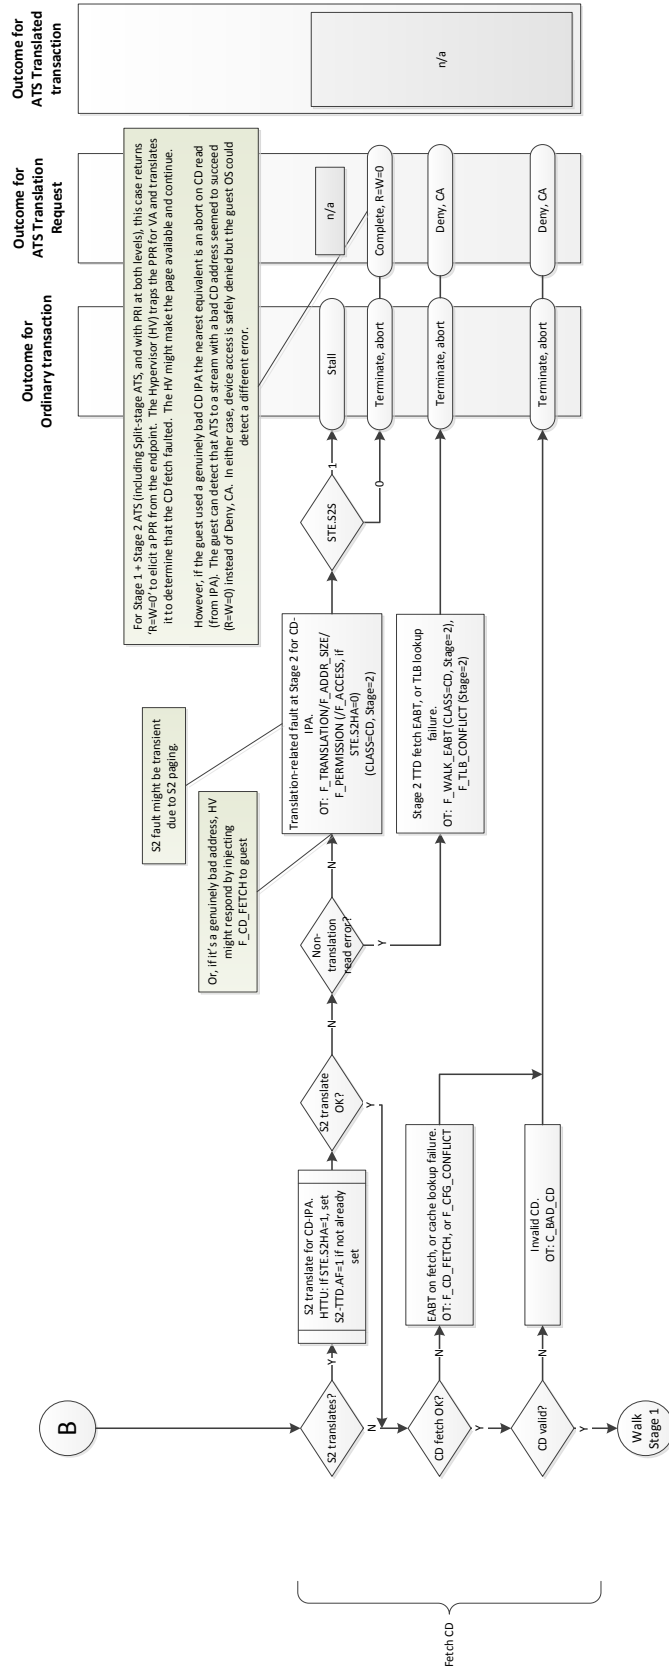 Outcome for
Ordinary transaction
Outcome for
ATS Translation
Request
Outcome for
ATS Translated
transaction
For Stage 1 + Stage 2 ATS (including Split-stage ATS, and with PRI at both levels), this case returns
'R=W=0' to elicit a PPR from the endpoint. The Hypervisor (HV) traps the PPR for VA and translates
it to determine that the CD fetch faulted. The HV might make the page available and continue.
However, if the guest used a genuinely bad CD IPA the nearest equivalent is an abort on CD read
(from IPA). The guest can detect that ATS to a stream with a bad CD address seemed to succeed
(R=W=0) instead of Deny, CA. In either case, device access is safely denied but the guest OS could
detect a different error.
B
S2 fault might be transient
due to S2 paging.
Or, if it's a genuinely bad address, HV
might respond by injecting
F_CD_FETCH to guest
Fetch CD
S2 translates?
Y
N
S2 translate for CD-IPA.
HTTU: If STE.S2HA=1, set
S2-TTD.AF=1 if not already
set
S2 translate
OK?
N
Y
Non-
translation
read error?
N
Y
Translation-related fault at Stage 2 for CD-
IPA.
OT: F_TRANSLATION/F_ADDR_SIZE/
F_PERMISSION (/F_ACCESS, if
STE.S2HA=0)
(CLASS=CD, Stage=2)
STE.S2S
1
0
Stall
n/a
n/a
Terminate, abort
Complete, R=W=0
Stage 2 TTD fetch EABT, or TLB lookup
failure.
OT: F_WALK_EABT (CLASS=CD, Stage=2),
F_TLB_CONFLICT (Stage=2)
Terminate, abort
Deny, CA
CD fetch OK?
N
Y
EABT on fetch, or cache lookup failure.
OT: F_CD_FETCH, or F_CFG_CONFLICT
CD valid?
N
Y
Invalid CD.
OT: C_BAD_CD
Terminate, abort
Deny, CA
Walk
Stage 1